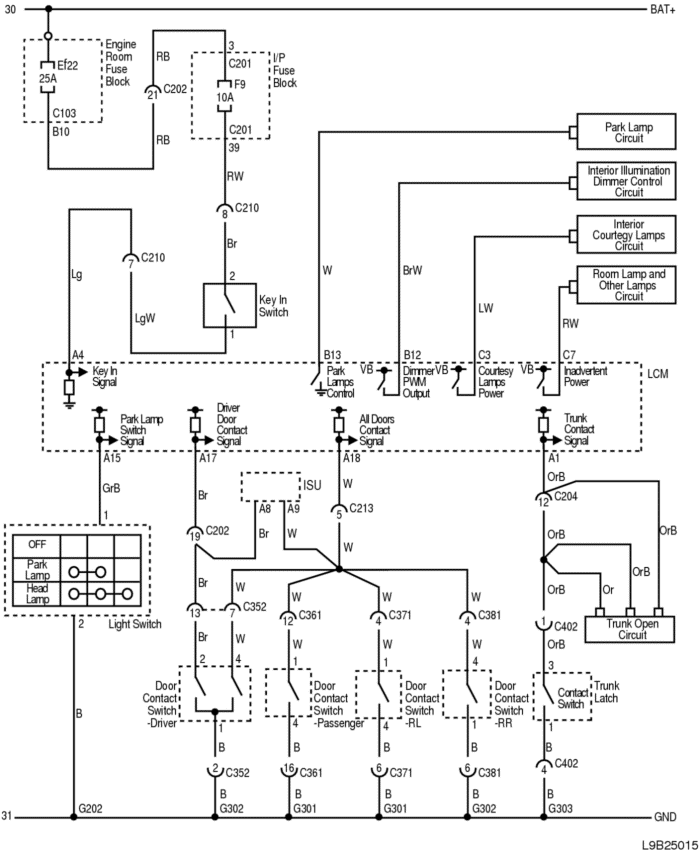 30
BAT+
Engine
Room
Fuse
Block
Ef22
25A
C103
B10
RB
C202
21
RB
3
C201
I/P
Fuse
Block
F9
10A
C201
39
RW
C210
8
Br
2
Key In
Switch
1
C210
7
Lg
LgW
Park Lamp
Circuit
Interior Illumination
Dimmer Control
Circuit
Interior
Courtegy Lamps
Circuit
Room Lamp and
Other Lamps
Circuit
W
BrW
LW
RW
A4
B13
B12
C3
C7
LCM
Key In
Signal
Park
Lamps
Control
VB
Dimmer
PWM
Output
VB
Courtesy
Lamps
Power
VB
Inadvertent
Power
Park Lamp
Switch
Signal
Driver
Door
Contact
Signal
All Doors
Contact
Signal
Trunk
Contact
Signal
A15
A17
A18
A1
GrB
1
Br
ISU
A8
A9
W
OrB
C204
12
C213
5
C202
19
Br
W
W
OrB
OrB
OrB
OFF
Park
Lamp
Head
Lamp
Light Switch
2
Br
W
13
7
C352
W
12
C361
W
4
C371
W
4
C381
OrB
Or
Trunk Open
Circuit
1
C402
OrB
Br
W
W
W
W
2
4
1
1
4
3
Door
Contact
Switch
-Driver
Door
Contact
Switch
-Passenger
Door
Contact
Switch
-RL
Door
Contact
Switch
-RR
Contact
Switch
Trunk
Latch
1
4
4
1
1
B
B
B
B
B
B
2
C352
16
C361
6
C371
6
C381
4
C402
B
B
B
B
B
31
G202
G302
G301
G301
G302
G303
GND
L9B25015